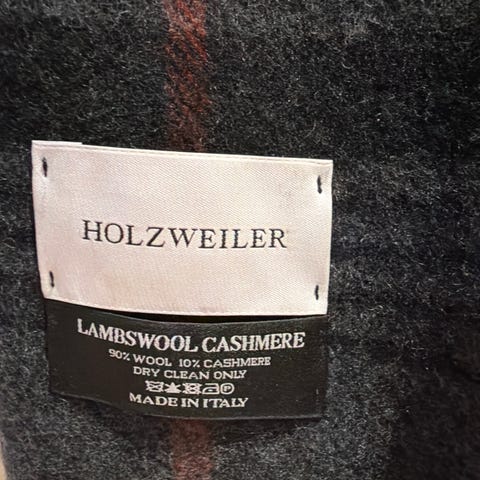 HOLZWEILER
LAMBSWOOL CASHMERE
90% WOOL 10% CASHMERE
DRY CLEAN ONLY
MADE IN ITALY